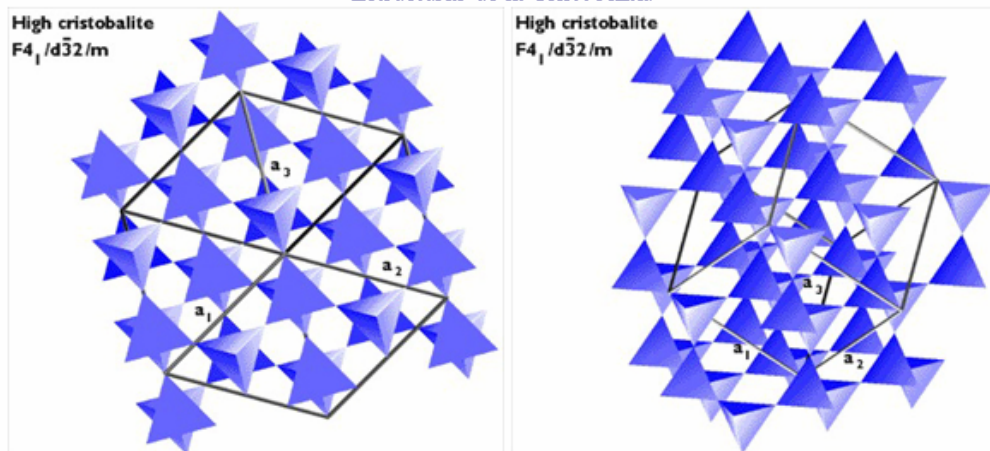 High cristobalite
F4₁/d3̅2/m
a₃
a₂
a₁
High cristobalite
F4₁/d3̅2/m
a₃
a₁
a₂